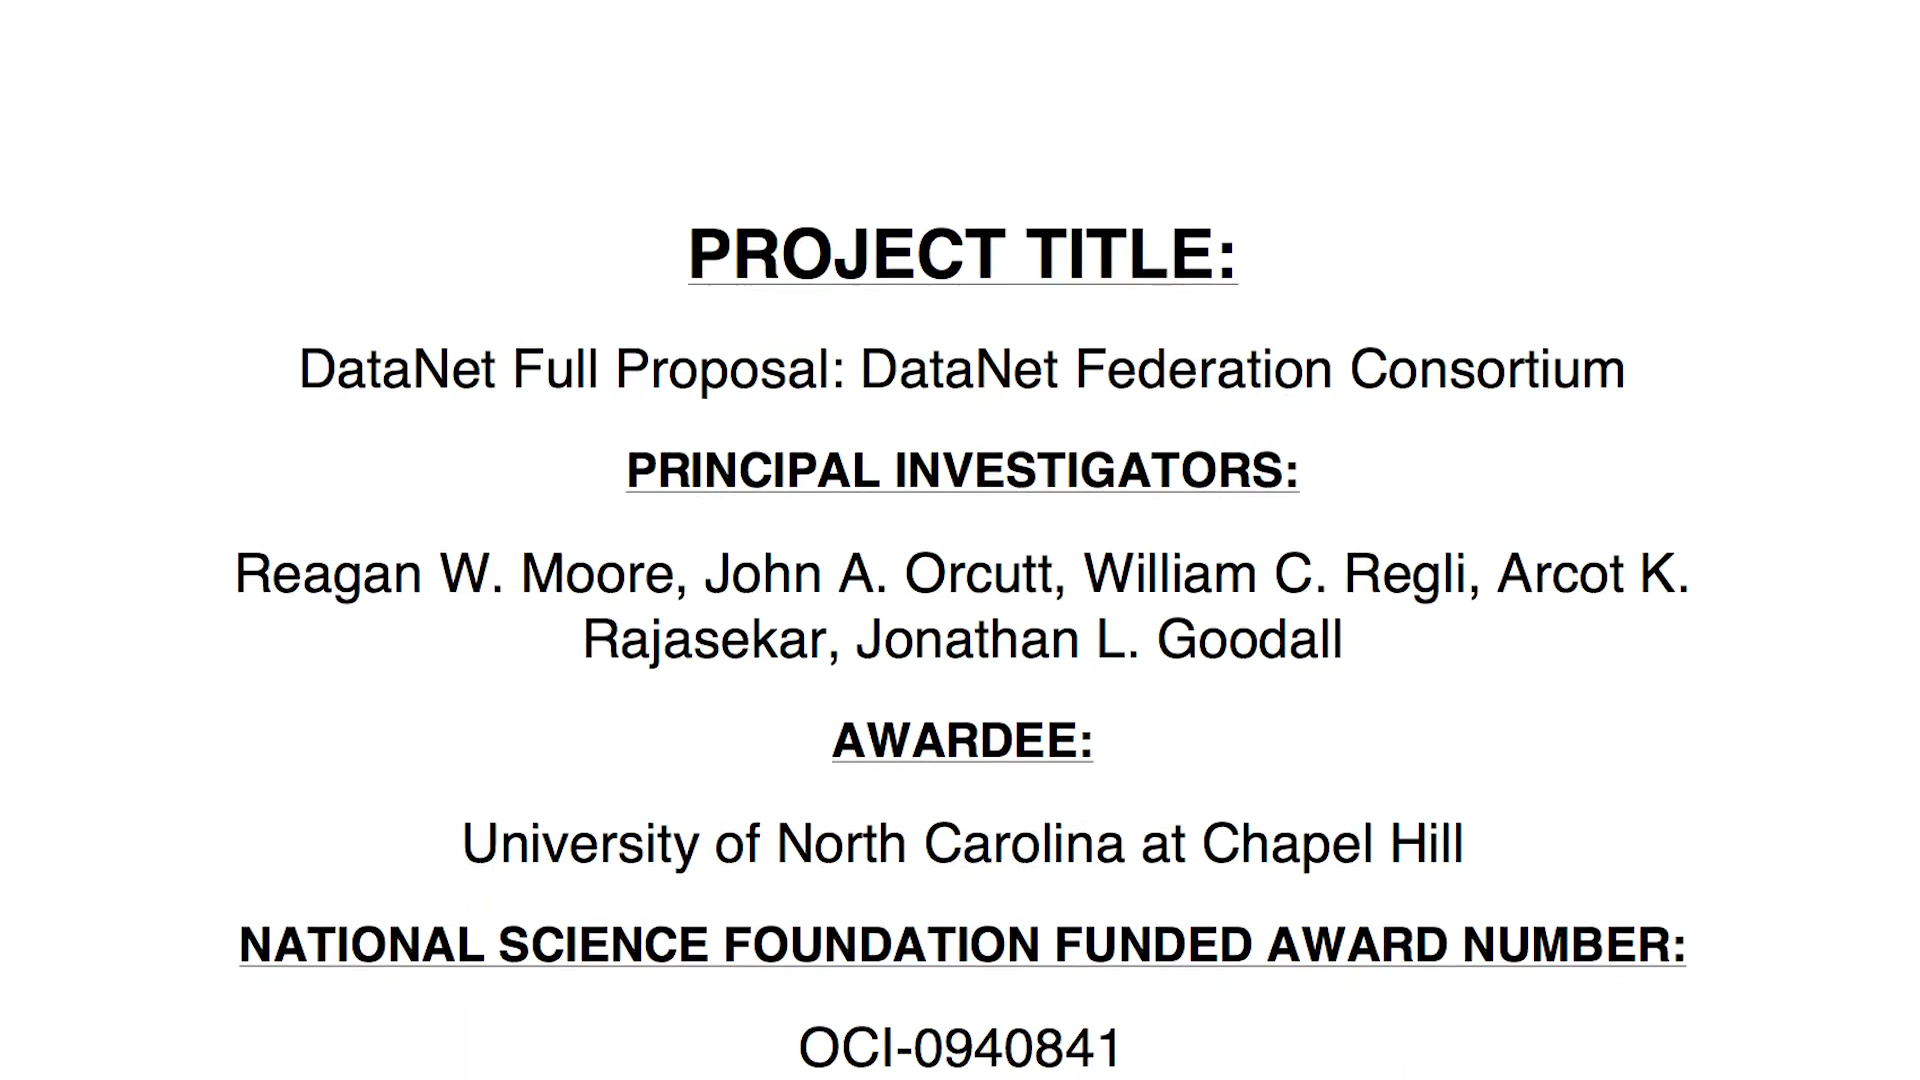 PROJECT TITLE:
DataNet Full Proposal: DataNet Federation Consortium
PRINCIPAL INVESTIGATORS:
Reagan W. Moore, John A. Orcutt, William C. Regli, Arcot K.
Rajasekar, Jonathan L. Goodall
AWARDEE:
University of North Carolina at Chapel Hill
NATIONAL SCIENCE FOUNDATION FUNDED AWARD NUMBER:
OCI-0940841